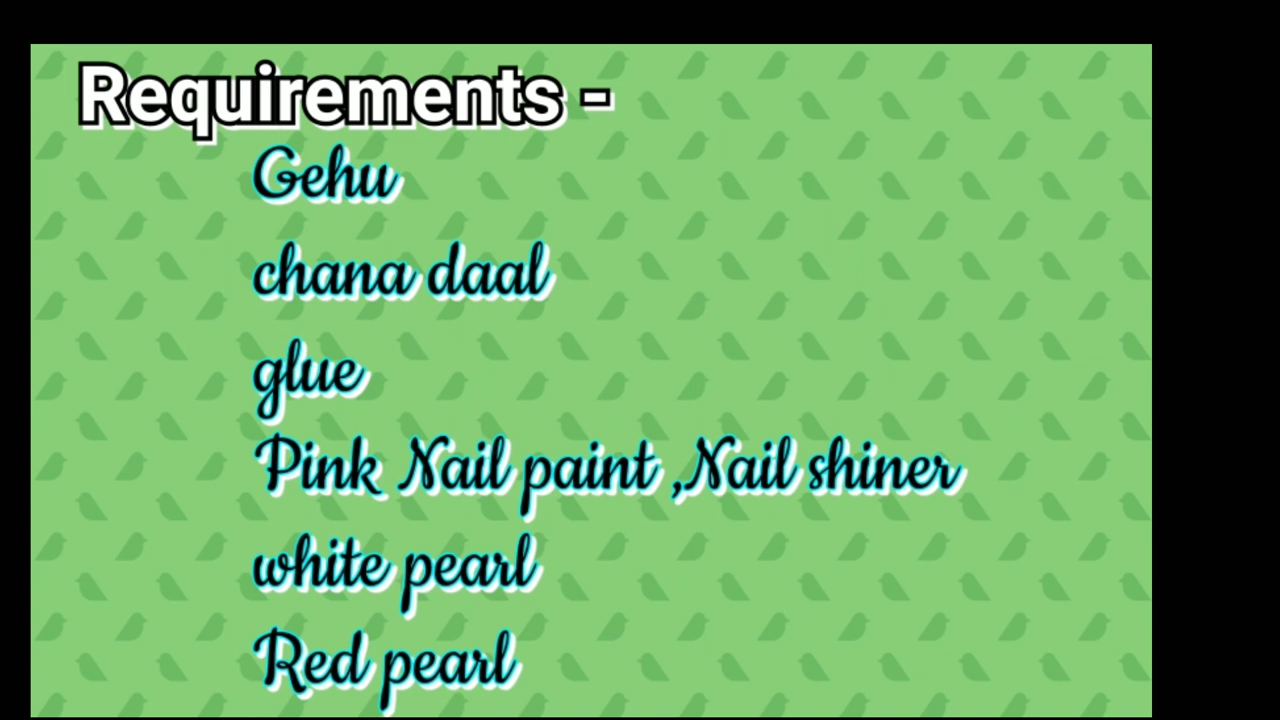 Requirements -
Gehu
chana daal
glue
Pink Nail paint ,Nail shiner
white pearl
Red pearl